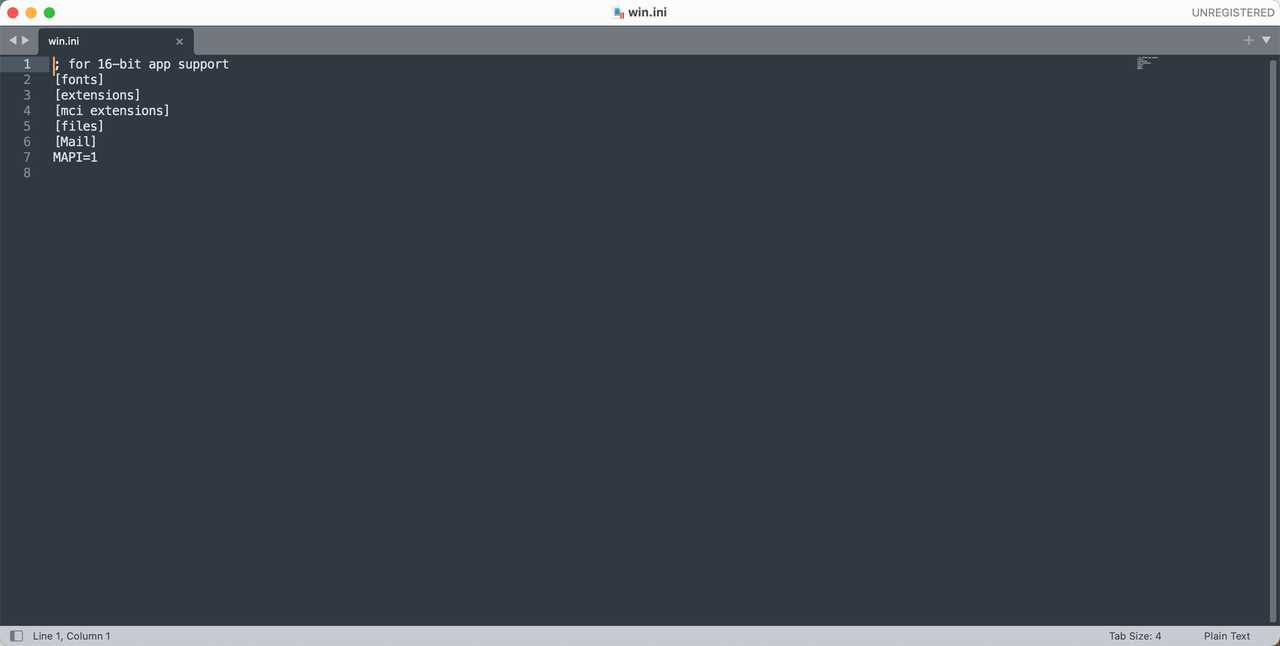 win.ini
UNREGISTERED
win.ini
1 ; for 16-bit app support
2 [fonts]
3 [extensions]
4 [mci extensions]
5 [files]
6 [Mail]
7 MAPI=1
8
Line 1, Column 1
Tab Size: 4
Plain Text